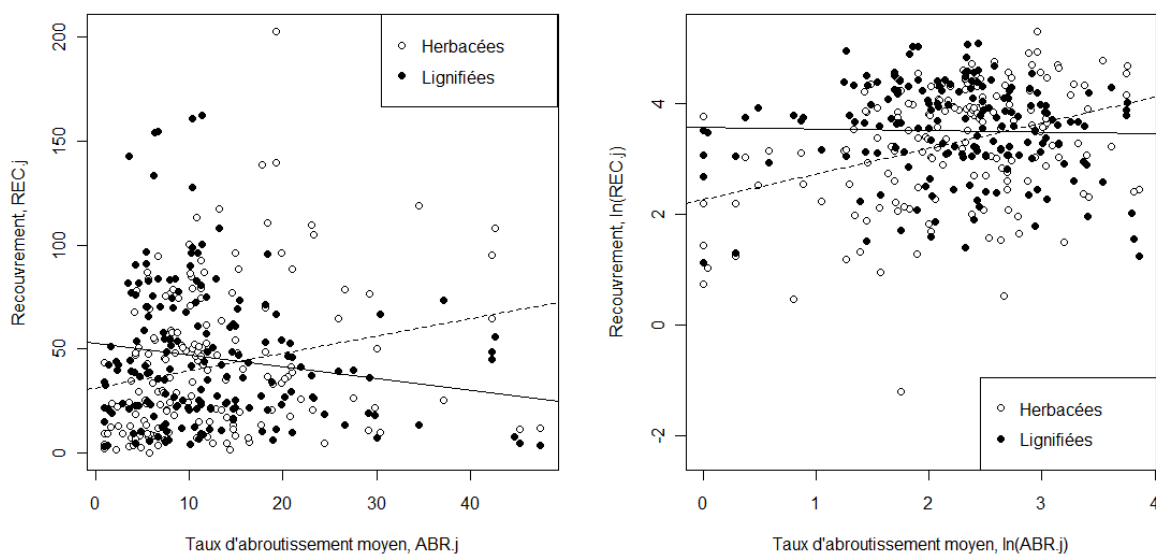 Recouvrement, REC.j
200
150
100
50
0
Herbacées
Lignifiées
0 10 20 30 40
Taux d'abroutissement moyen, ABR.j
Recouvrement, ln(REC.j)
4
2
0
-2
Herbacées
Lignifiées
0 1 2 3 4
Taux d'abroutissement moyen, ln(ABR.j)